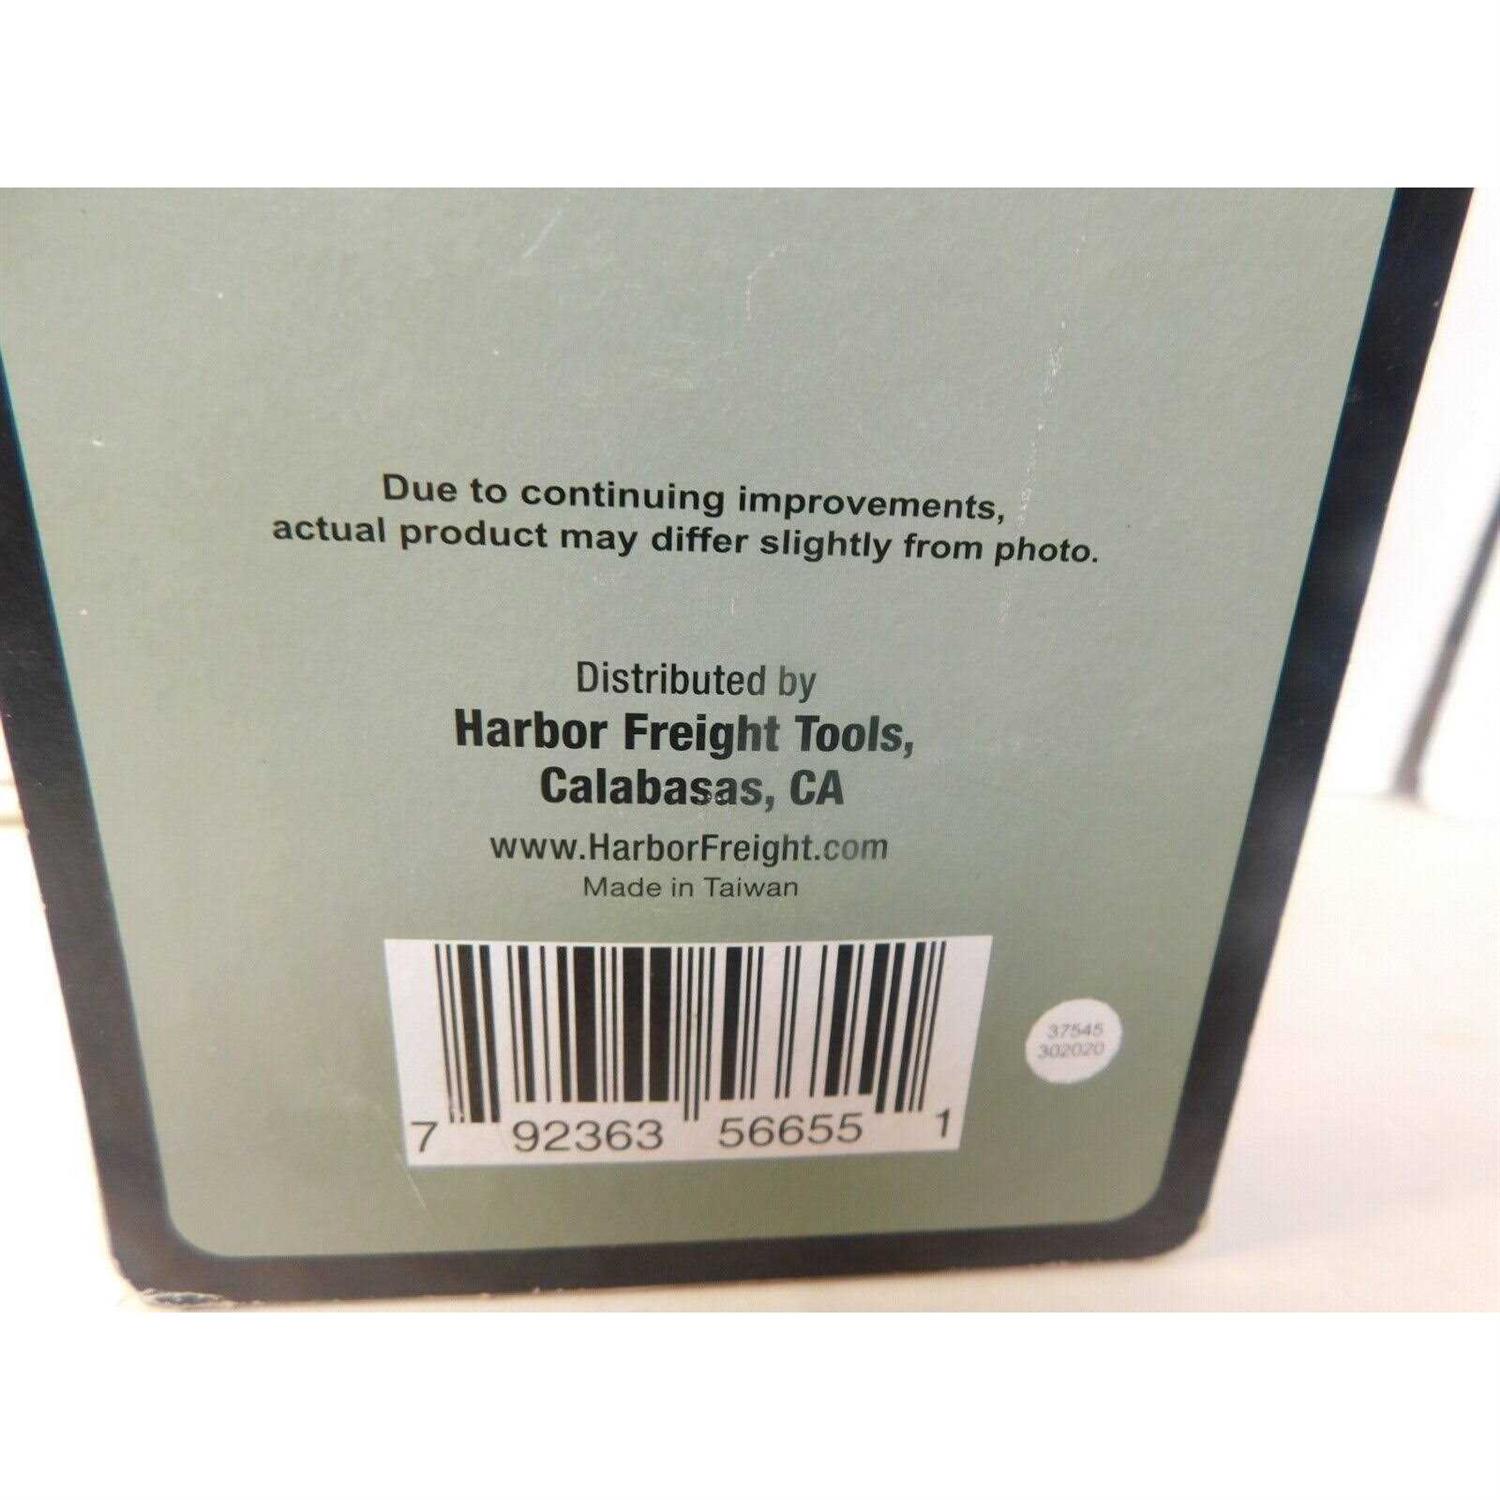 Due to continuing improvements,
actual product may differ slightly from photo.
Distributed by
Harbor Freight Tools,
Calabasas, CA
www.HarborFreight.com
Made in Taiwan
7 92363 56655 1
37545
302020